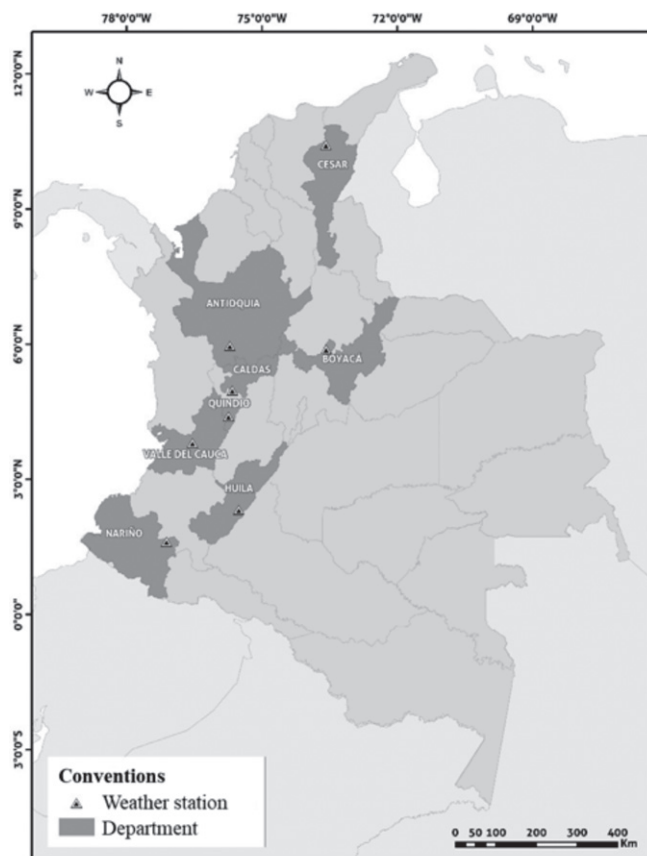 78°0'0"W 75°0'0"W 72°0'0"W 69°0'0"W
12°0'0"N
9°0'0"N
6°0'0"N
3°0'0"N
0°0'0"
3°0'0"S
N
W E
S
CESAR
ANTIOQUIA
BOYACA
CALDAS
QUINDIO
VALLE DEL CAUCA
HUILA
NARIÑO
Conventions
Weather station
Department
0 50 100 200 300 400
Km